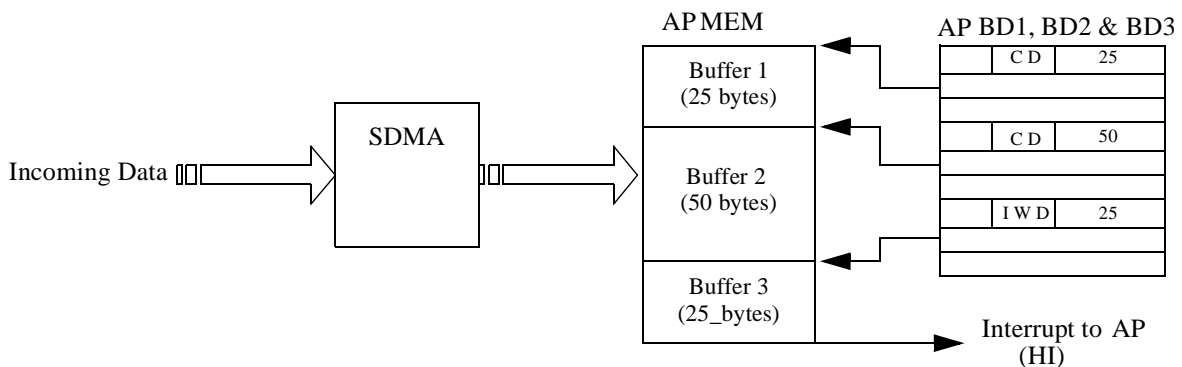 AP MEM
AP BD1, BD2 & BD3
C D
25
Buffer 1
(25 bytes)
SDMA
C D
50
Incoming Data
Buffer 2
(50 bytes)
I W D
25
Buffer 3
(25_bytes)
Interrupt to AP
(HI)